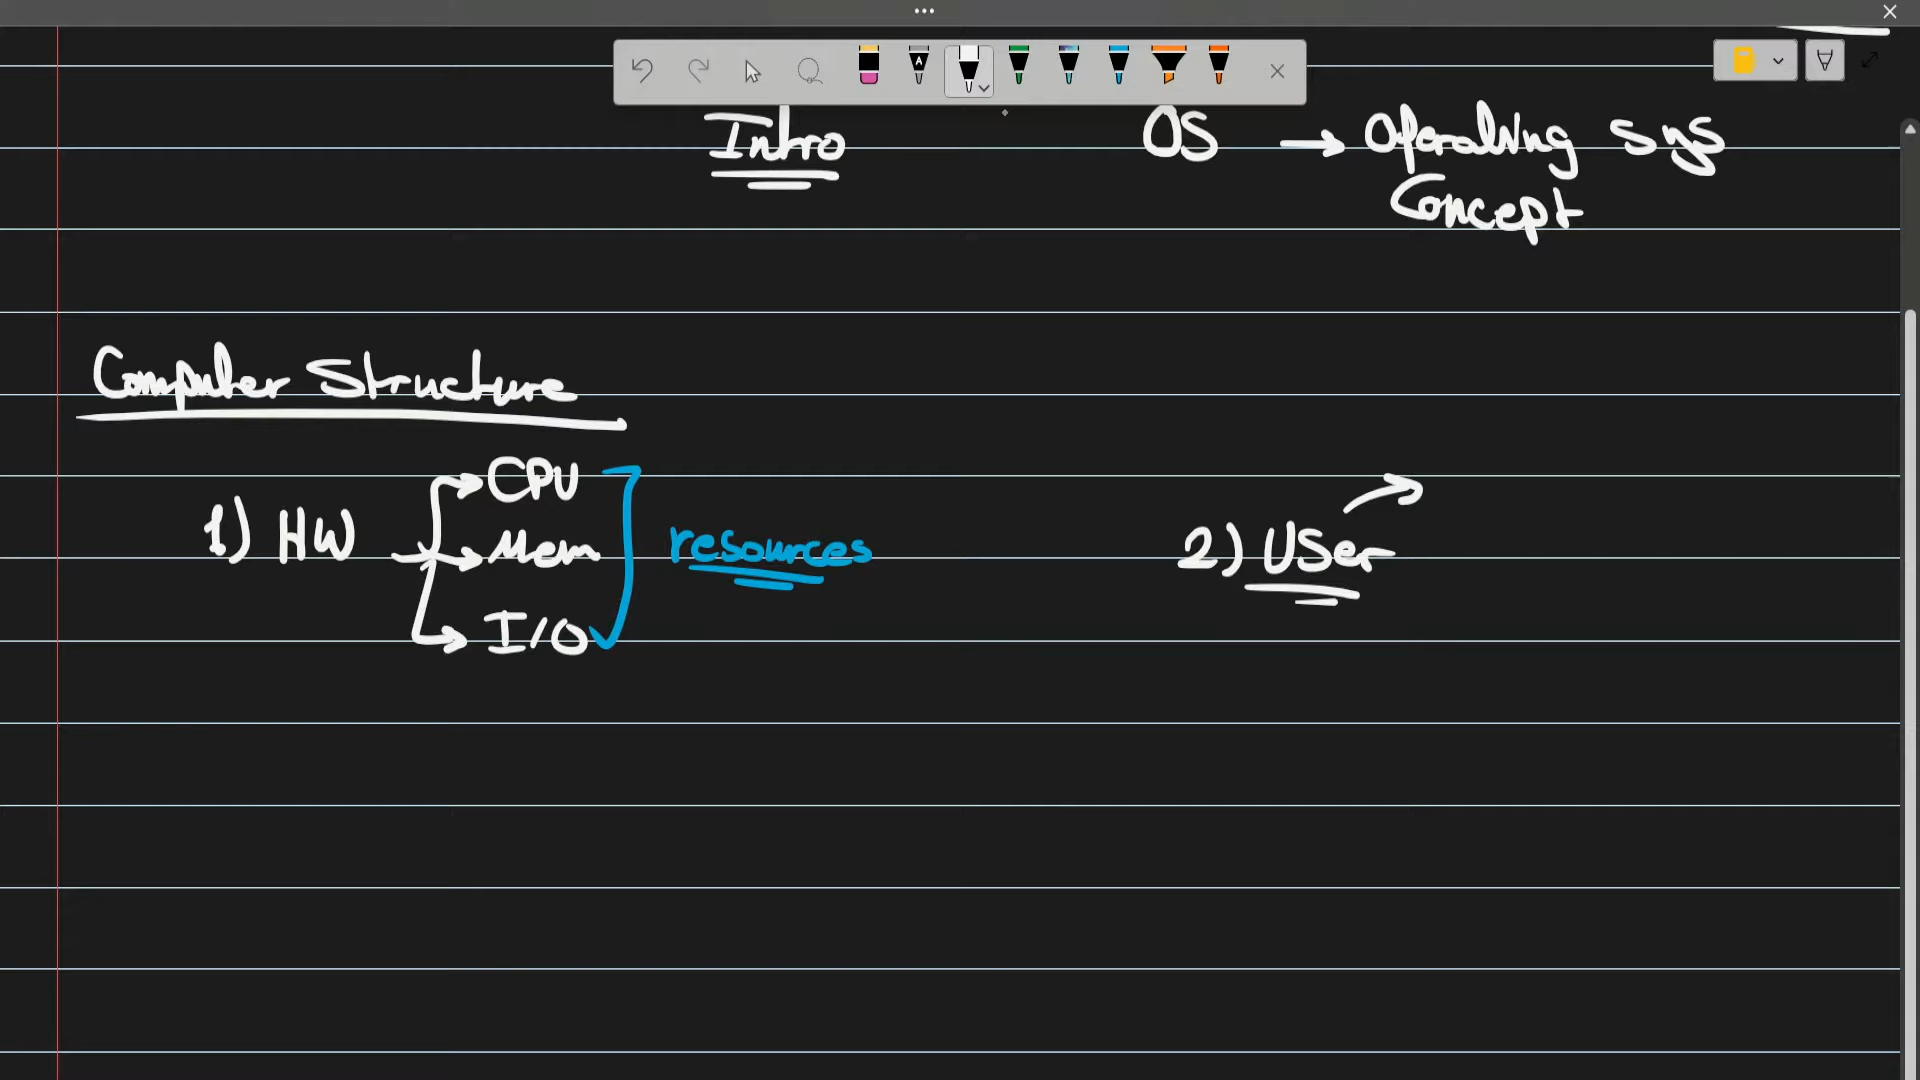 Intro OS → Operating sys
Concept
Computer Structure
CPU
1) HW Mem resources 2) User
I/O